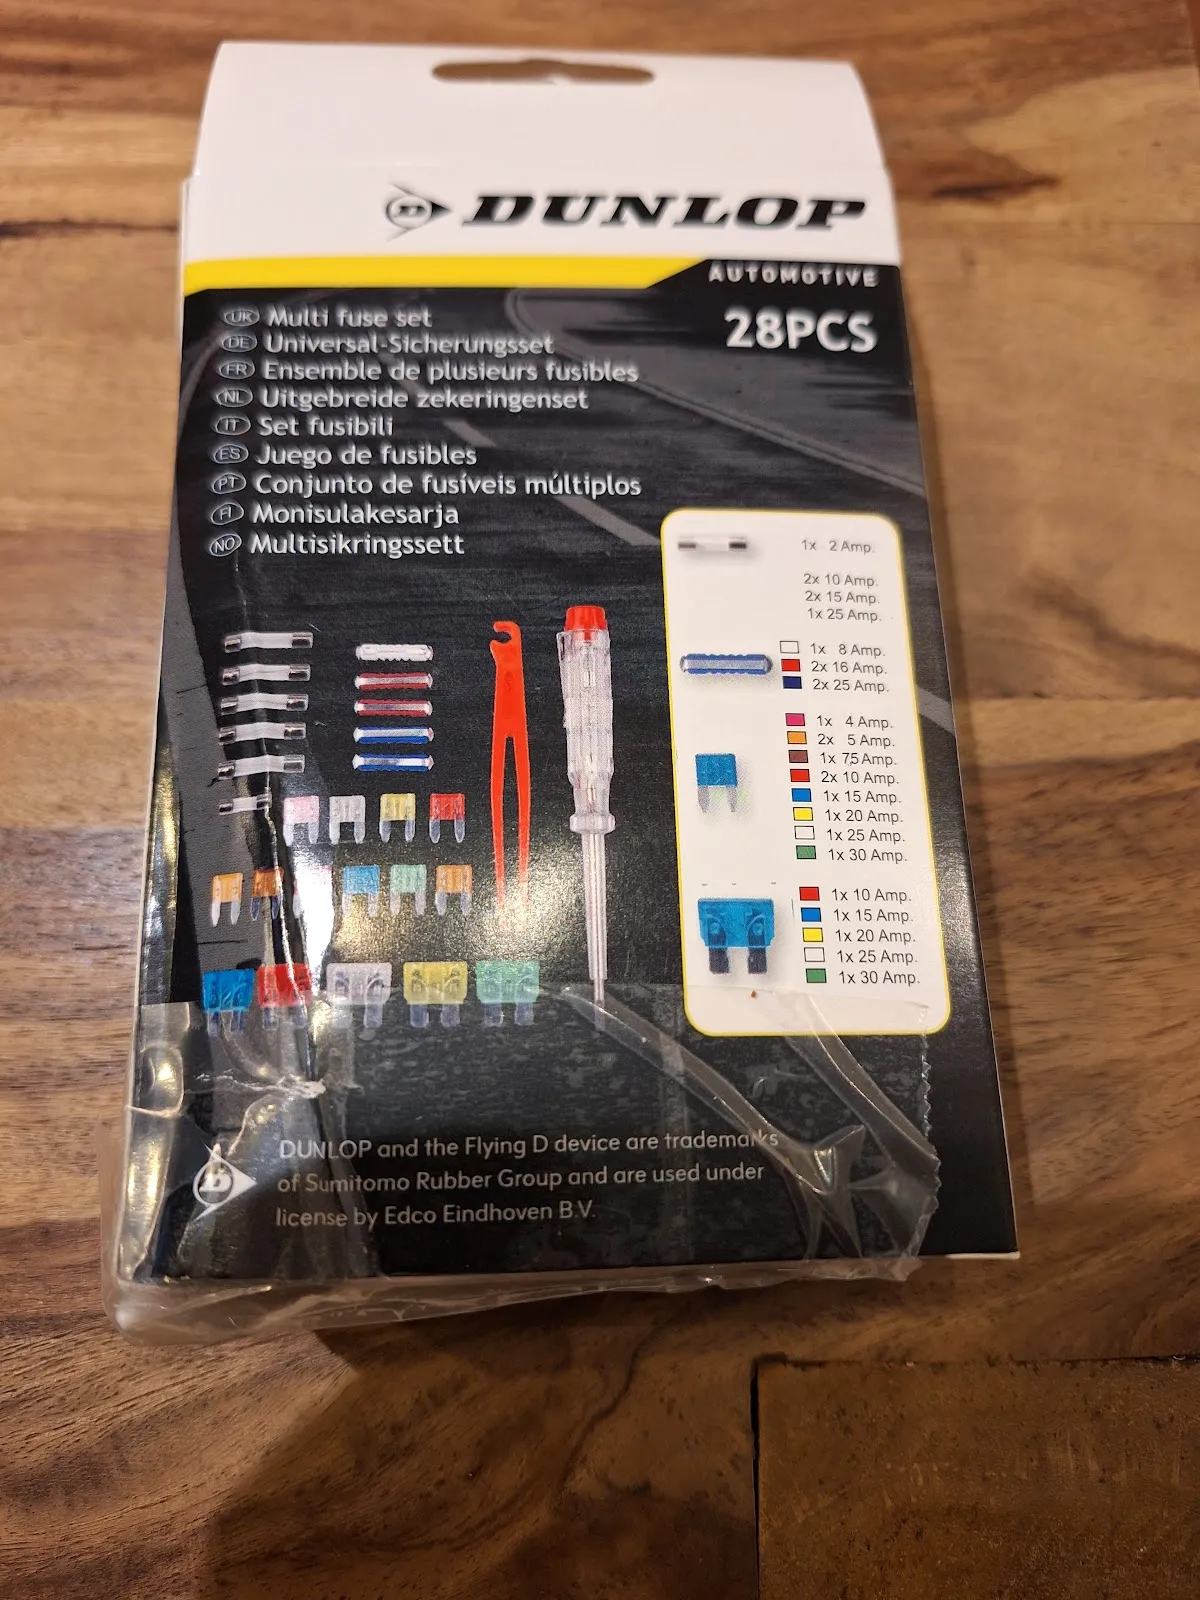 D DUNLOP
AUTOMOTIVE
28PCS
UK Multi fuse set
DE Universal-Sicherungsset
FR Ensemble de plusieurs fusibles
NL Uitgebreide zekeringenset
IT Set fusibili
ES Juego de fusibles
PT Conjunto de fusíveis múltiplos
FI Monisulakesarja
NO Multisikringssett
1x 2 Amp.
2x 10 Amp.
2x 15 Amp.
1x 25 Amp.
1x 8 Amp.
2x 16 Amp.
2x 25 Amp.
1x 4 Amp.
2x 5 Amp.
1x 7,5 Amp.
2x 10 Amp.
1x 15 Amp.
1x 20 Amp.
1x 25 Amp.
1x 30 Amp.
1x 10 Amp.
1x 15 Amp.
1x 20 Amp.
1x 25 Amp.
1x 30 Amp.
D
DUNLOP and the Flying D device are trademarks
of Sumitomo Rubber Group and are used under
license by Edco Eindhoven B.V.